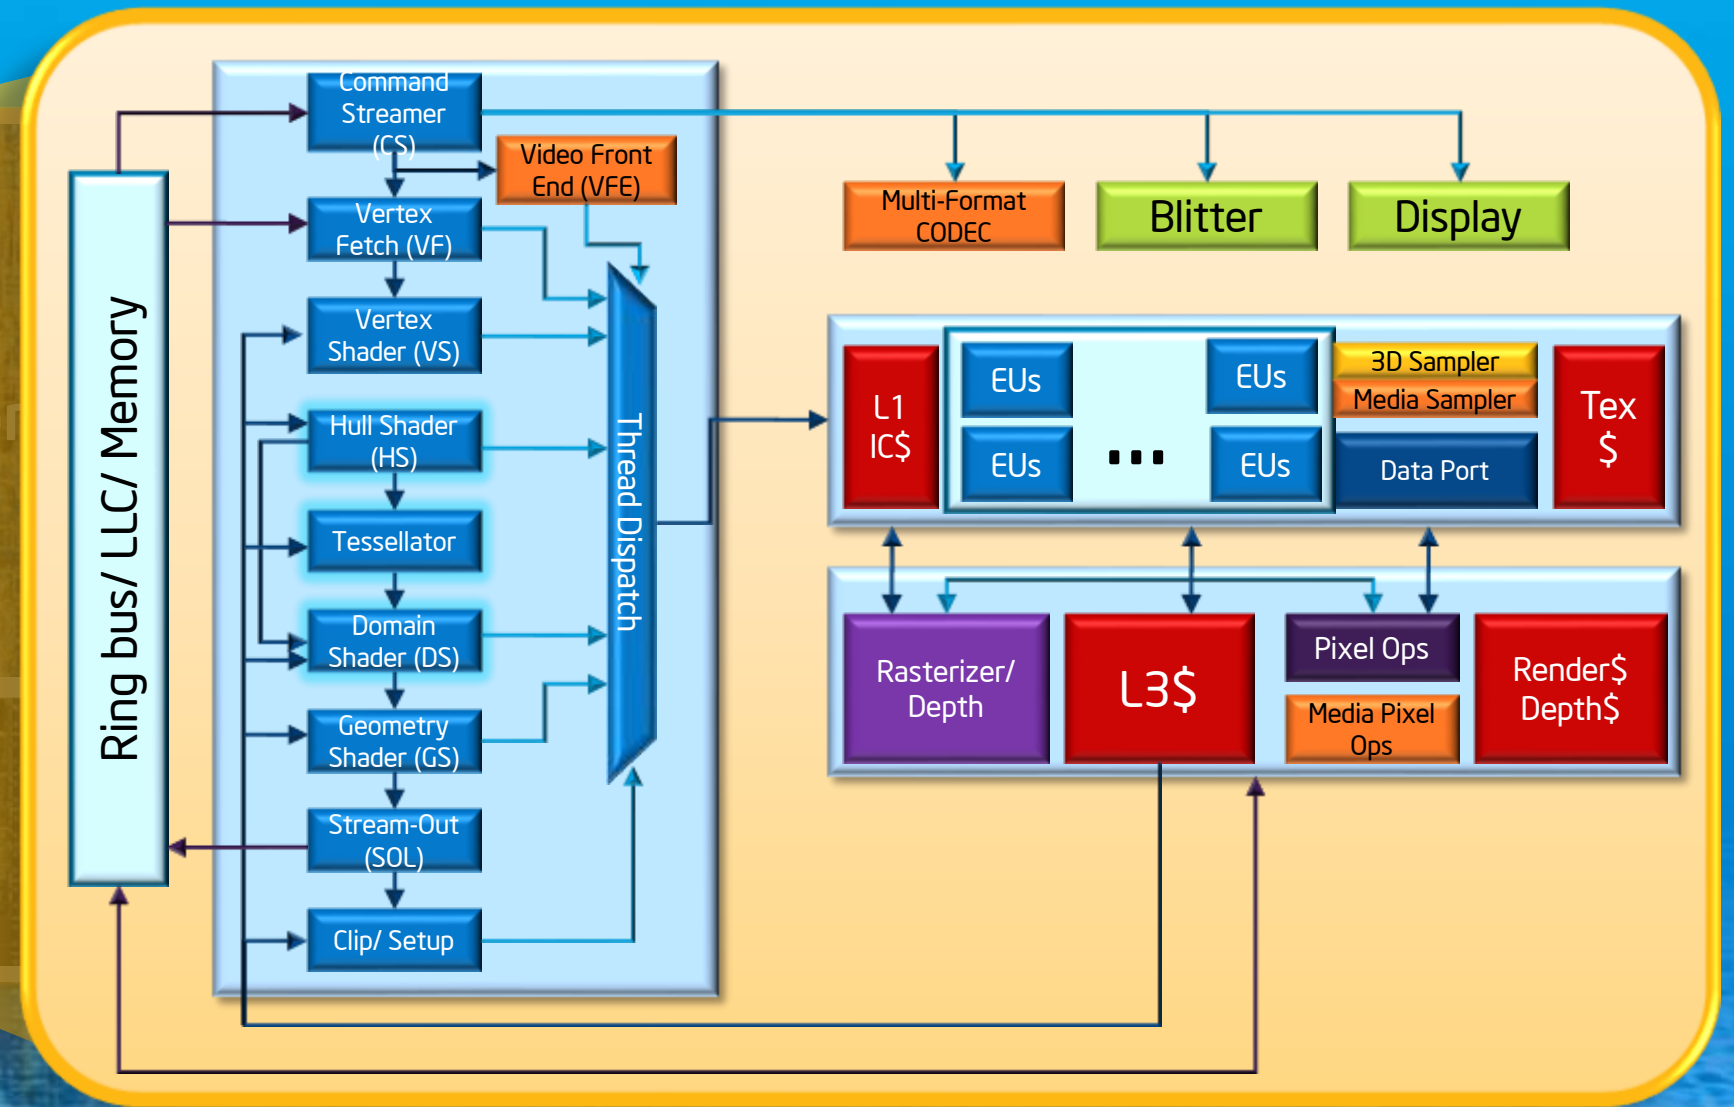 Ring bus/ LLC/ Memory
Command
Streamer
(CS)
Video Front
End (VFE)
Vertex
Fetch (VF)
Vertex
Shader (VS)
Hull Shader
(HS)
Tessellator
Domain
Shader (DS)
Geometry
Shader (GS)
Stream-Out
(SOL)
Clip/ Setup
Thread Dispatch
Multi-Format
CODEC
Blitter
Display
L1
IC$
EUs
EUs
EUs
...
EUs
3D Sampler
Media Sampler
Data Port
Tex
$
Rasterizer/
Depth
L3$
Pixel Ops
Media Pixel
Ops
Render$
Depth$